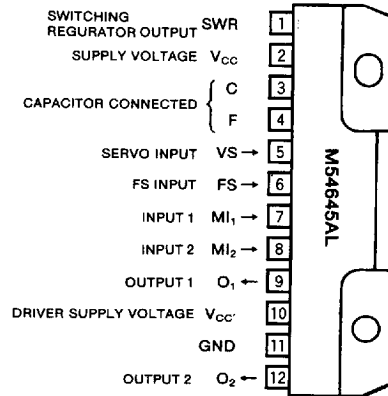 SWITCHING
REGURATOR OUTPUT SWR 1
SUPPLY VOLTAGE VCC 2
C 3
CAPACITOR CONNECTED
F 4
SERVO INPUT VS → 5
FS INPUT FS → 6
INPUT 1 MI₁ → 7
INPUT 2 MI₂ → 8
OUTPUT 1 O₁ ← 9
DRIVER SUPPLY VOLTAGE VCC' 10
GND 11
OUTPUT 2 O₂ ← 12
M54645AL